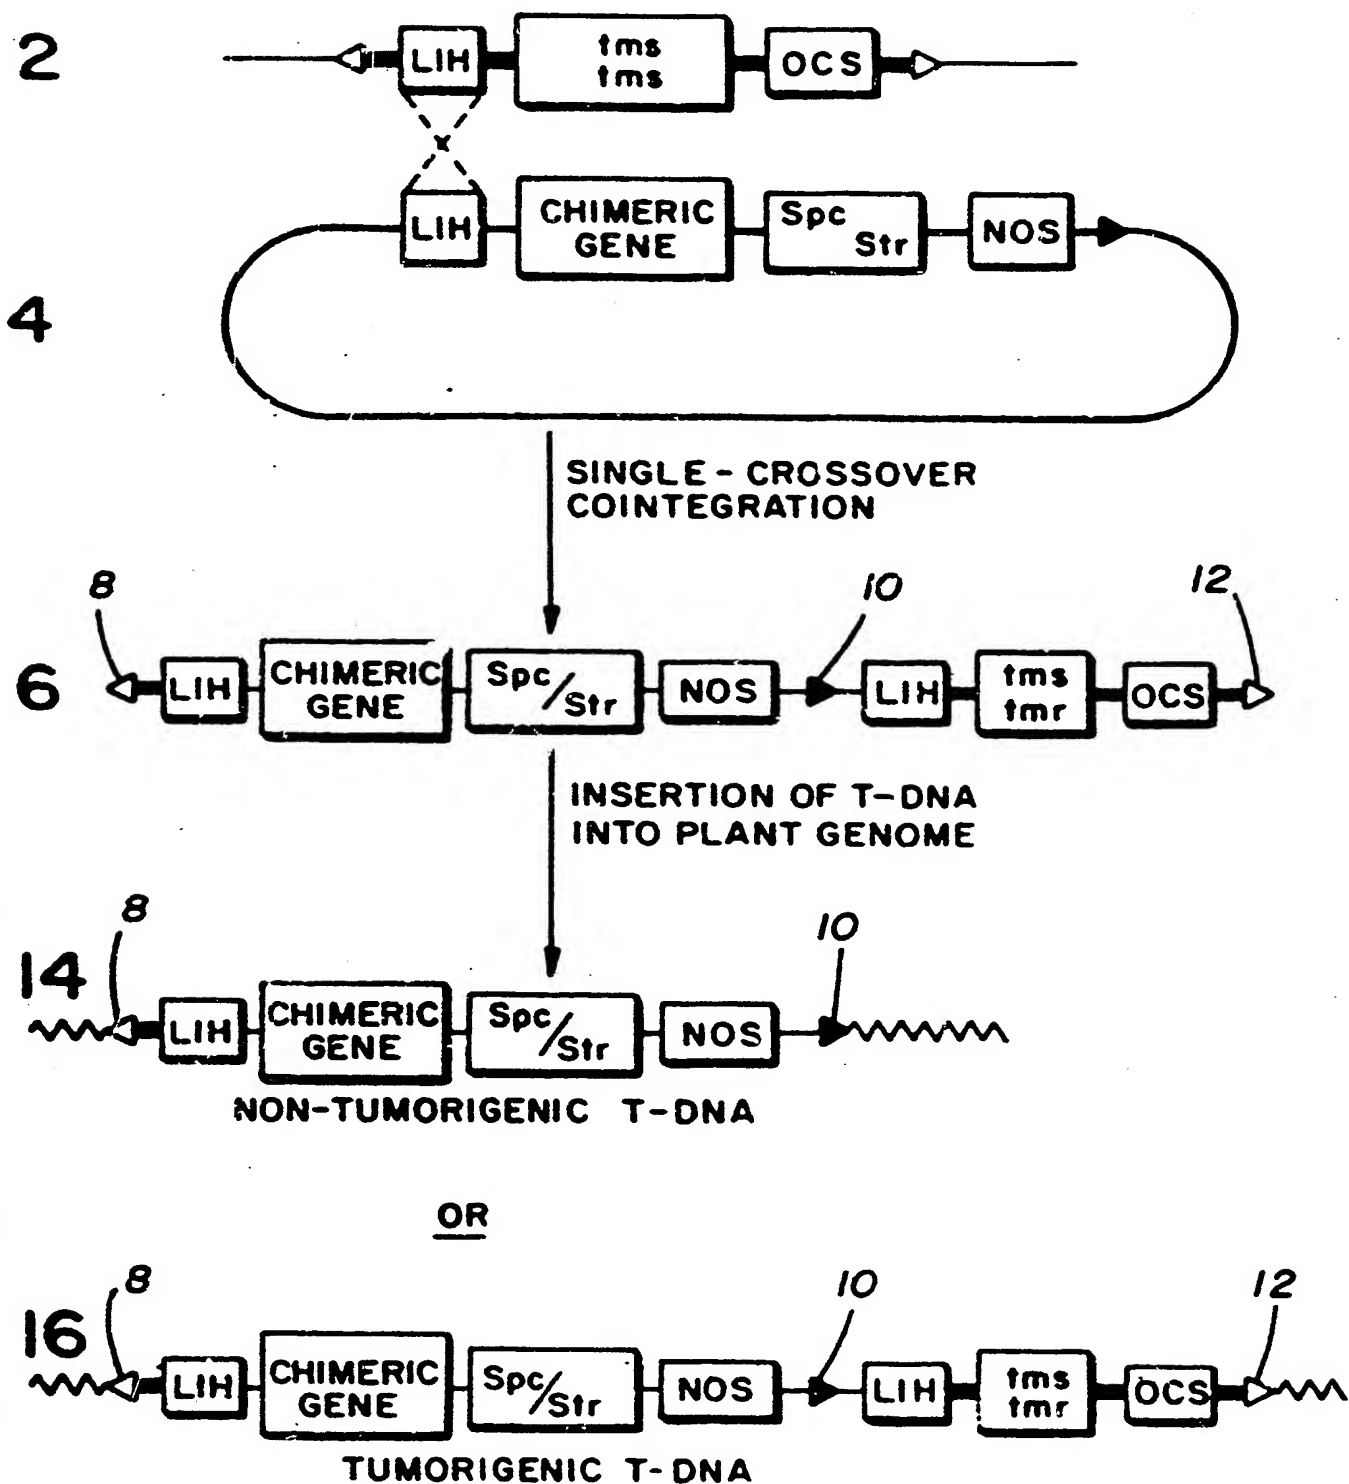 2
LIH
tms
tms
OCS
x
LIH
CHIMERIC
GENE
Spc
Str
NOS
4
SINGLE-CROSSOVER
COINTEGRATION
8
10
12
6
LIH
CHIMERIC
GENE
Spc
/Str
NOS
LIH
tms
tmr
OCS
INSERTION OF T-DNA
INTO PLANT GENOME
8
10
14
LIH
CHIMERIC
GENE
Spc
/Str
NOS
NON-TUMORIGENIC T-DNA
OR
8
10
12
16
LIH
CHIMERIC
GENE
Spc
/Str
NOS
LIH
tms
tmr
OCS
TUMORIGENIC T-DNA